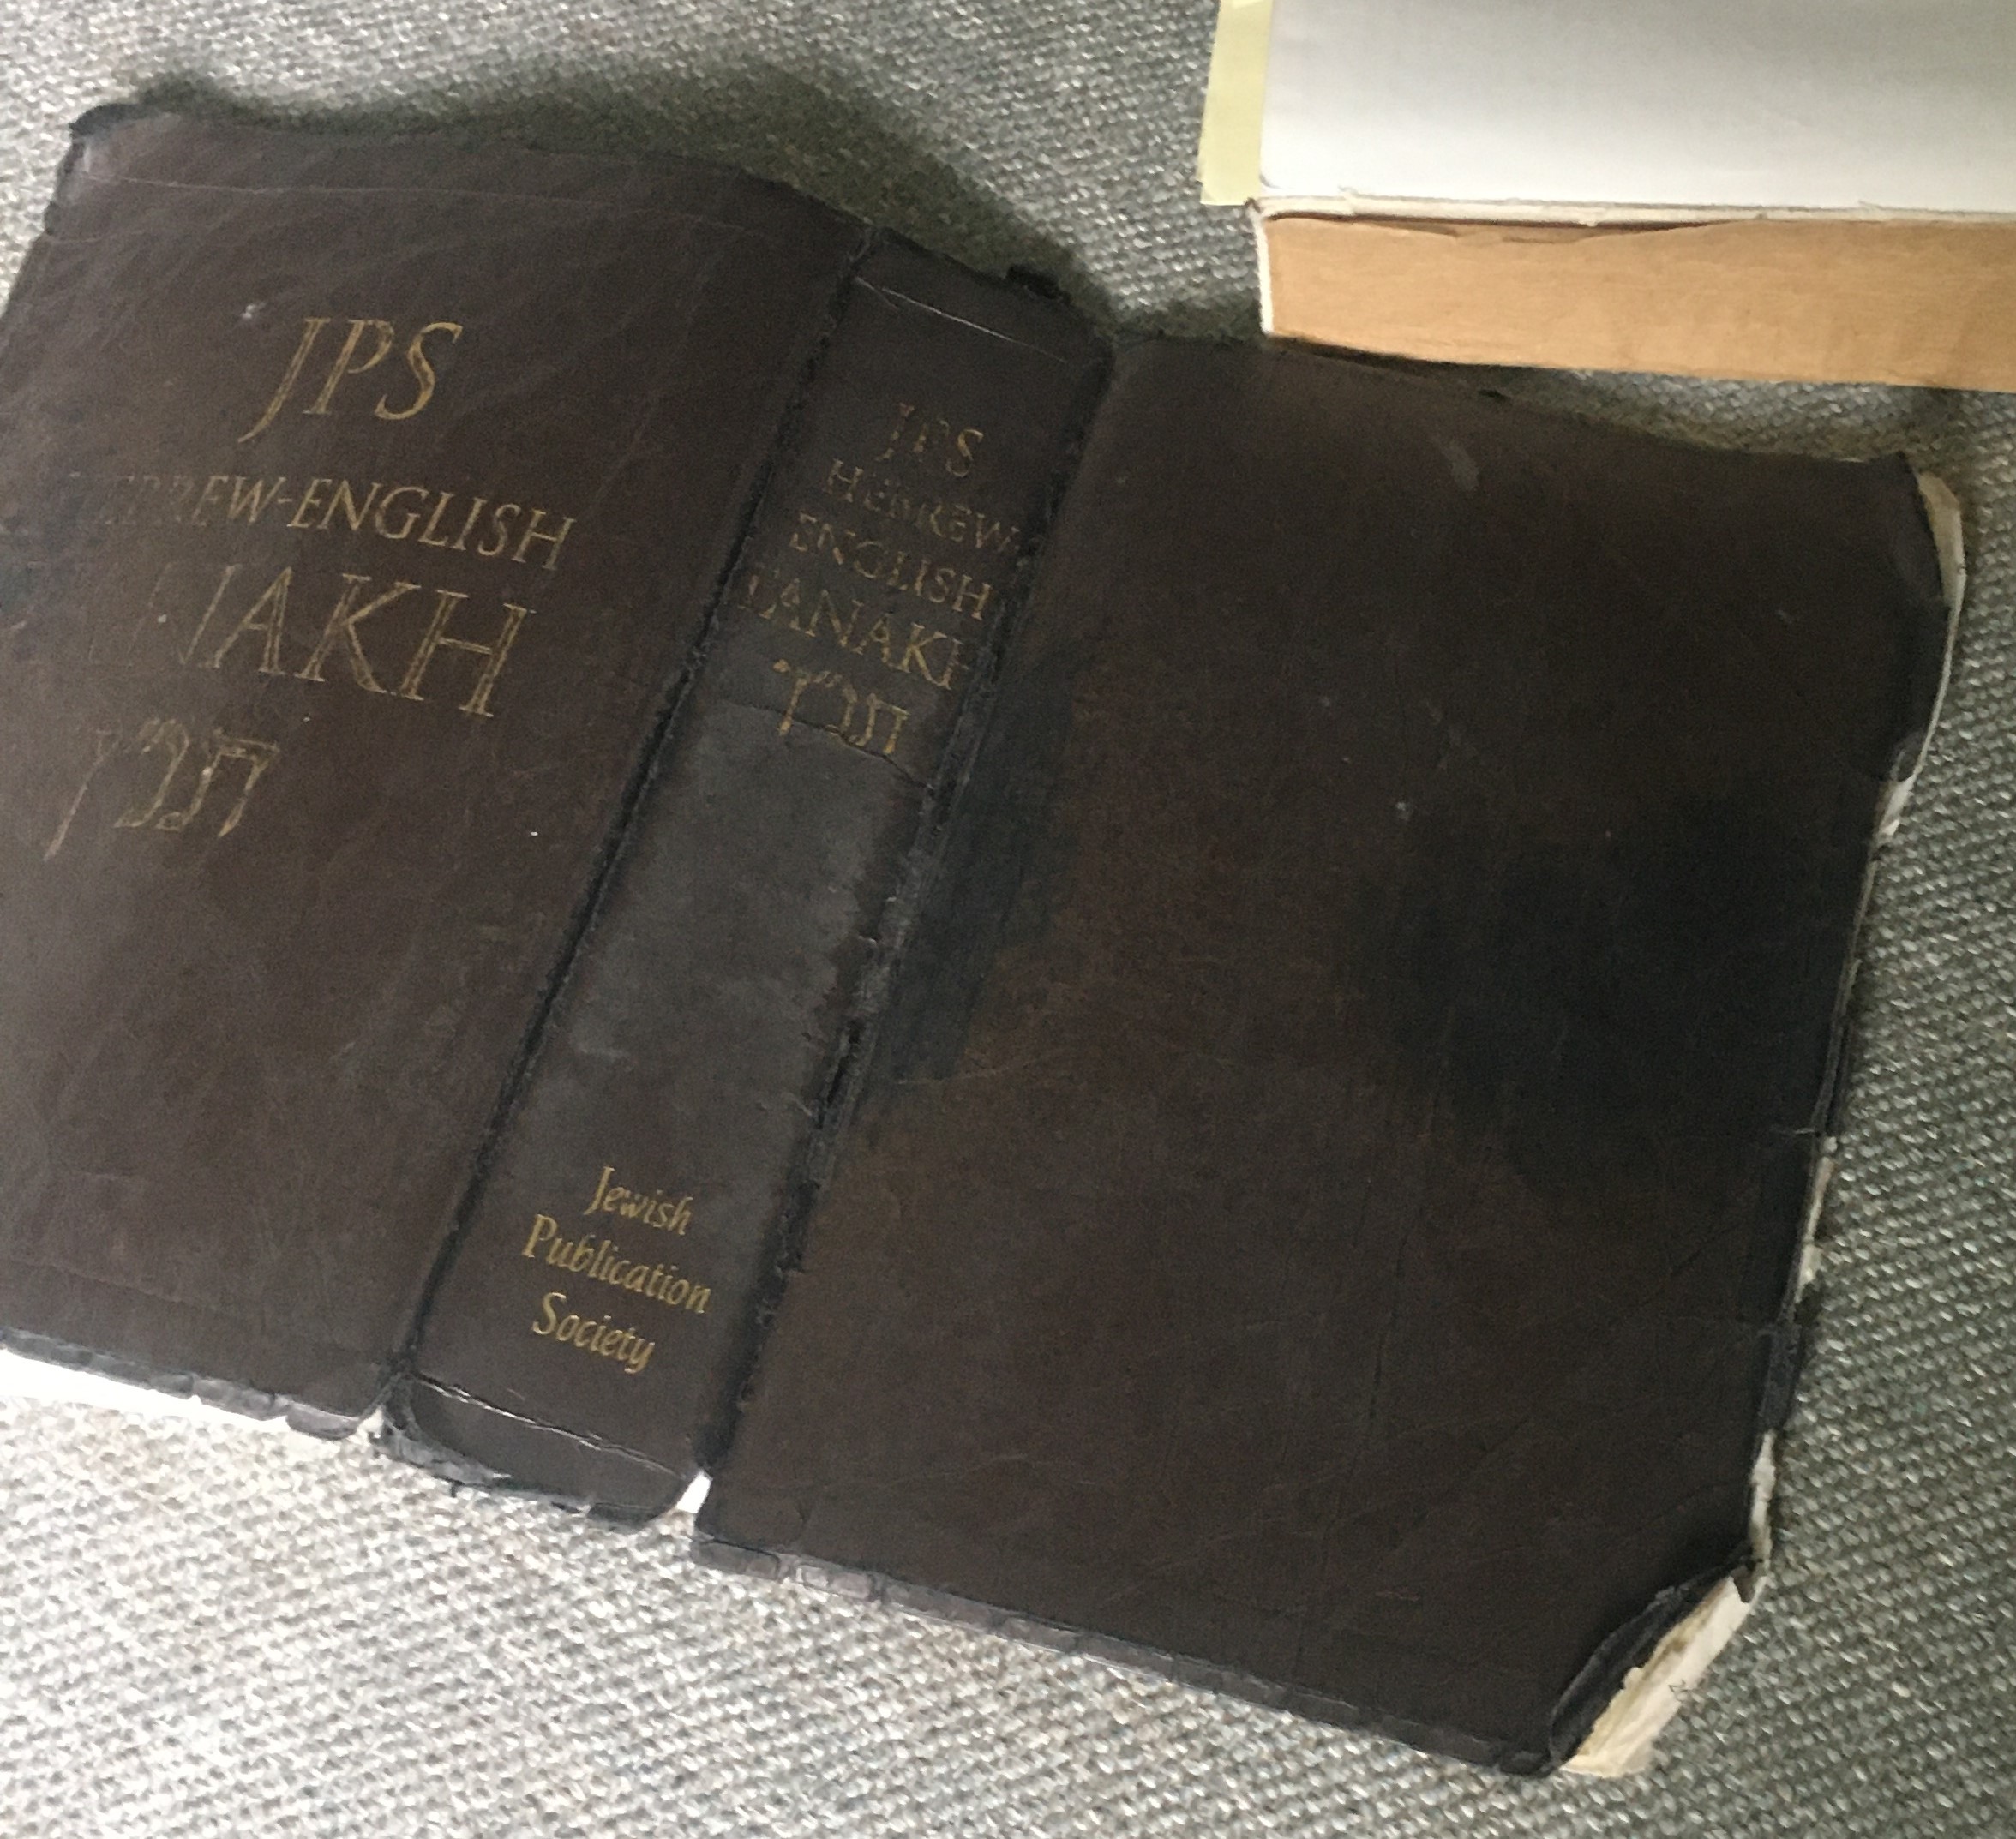 JPS
EBREW-ENGLISH
NAKH
תנ״ך
JPS
HEBREW-
ENGLISH
TANAKH
תנ״ך
Jewish
Publication
Society